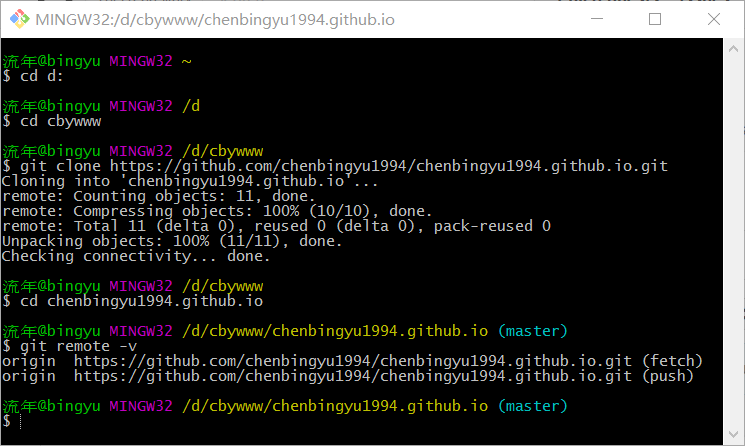 MINGW32:/d/cbywww/chenbingyu1994.github.io
流年@bingyu MINGW32 ~
$ cd d:
流年@bingyu MINGW32 /d
$ cd cbywww
流年@bingyu MINGW32 /d/cbywww
$ git clone https://github.com/chenbingyu1994/chenbingyu1994.github.io.git
Cloning into 'chenbingyu1994.github.io'...
remote: Counting objects: 11, done.
remote: Compressing objects: 100% (10/10), done.
remote: Total 11 (delta 0), reused 0 (delta 0), pack-reused 0
Unpacking objects: 100% (11/11), done.
Checking connectivity... done.
流年@bingyu MINGW32 /d/cbywww
$ cd chenbingyu1994.github.io
流年@bingyu MINGW32 /d/cbywww/chenbingyu1994.github.io (master)
$ git remote -v
origin  https://github.com/chenbingyu1994/chenbingyu1994.github.io.git (fetch)
origin  https://github.com/chenbingyu1994/chenbingyu1994.github.io.git (push)
流年@bingyu MINGW32 /d/cbywww/chenbingyu1994.github.io (master)
$